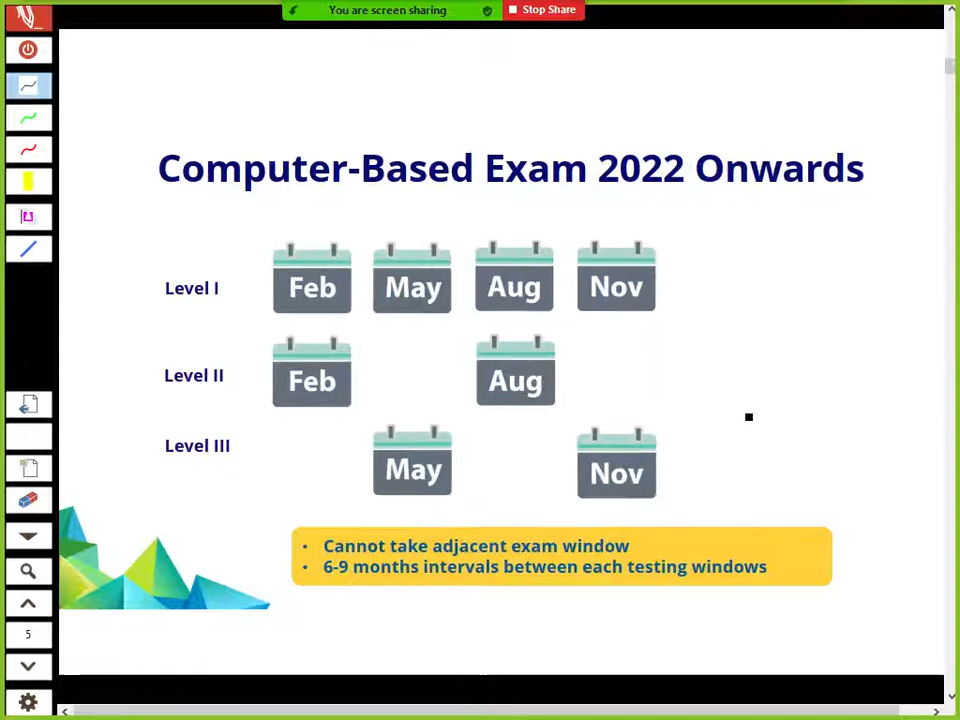 You are screen sharing
Stop Share
Computer-Based Exam 2022 Onwards
Level I
Feb
May
Aug
Nov
Level II
Feb
Aug
Level III
May
Nov
• Cannot take adjacent exam window
• 6-9 months intervals between each testing windows
5